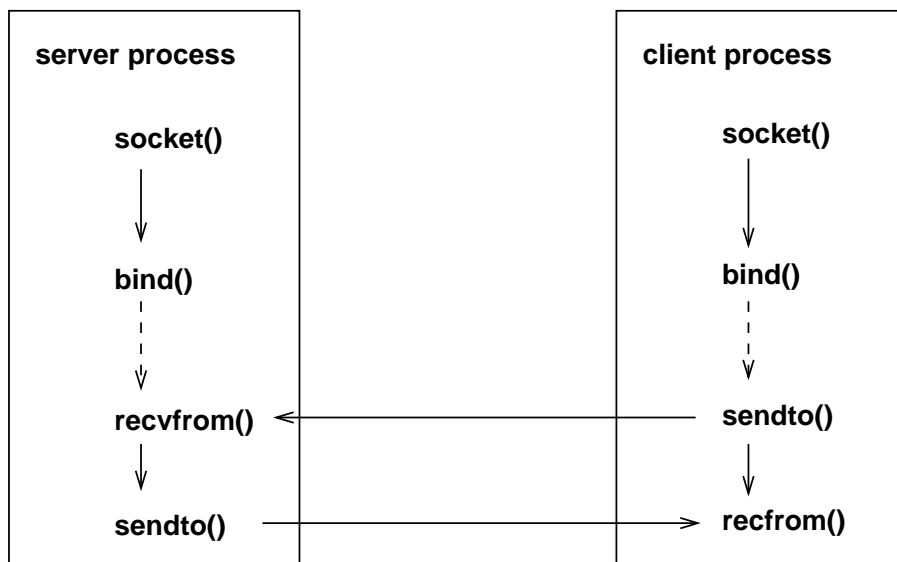 server process
socket()
bind()
recvfrom()
sendto()
client process
socket()
bind()
sendto()
recfrom()